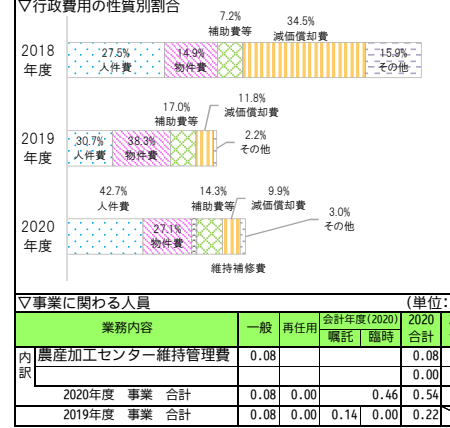 ▽行政費用の性質別割合
7.2%
補助費等
34.5%
減価償却費
2018
年度
27.5%
人件費
14.9%
物件費
15.9%
その他
17.0%
補助費等
11.8%
減価償却費
2019
年度
30.7%
人件費
38.3%
物件費
2.2%
その他
42.7%
人件費
14.3%
補助費等
9.9%
減価償却費
2020
年度
27.1%
物件費
3.0%
その他
維持補修費
▽事業に関わる人員 (単位:
業務内容 一般 再任用 会計年度(2020) 2020
嘱託 臨時 合計
内 農産加工センター維持管理費 0.08 0.08
訳 0.00
2020年度 事業 合計 0.08 0.00 0.46 0.54
2019年度 事業 合計 0.08 0.00 0.14 0.00 0.22